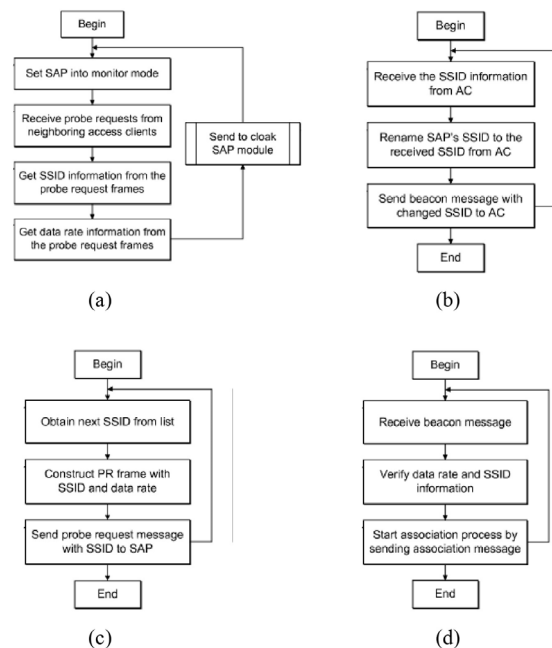 Begin
Set SAP into monitor mode
Receive probe requests from
neighboring access clients
Get SSID information from the
probe request frames
Get data rate information from
the probe request frames
Send to cloak
SAP module
(a)
Begin
Receive the SSID information
from AC
Rename SAP's SSID to the
received SSID from AC
Send beacon message with
changed SSID to AC
End
(b)
Begin
Obtain next SSID from list
Construct PR frame with
SSID and data rate
Send probe request message
with SSID to SAP
End
(c)
Begin
Receive beacon message
Verify data rate and SSID
information
Start association process by
sending association message
End
(d)